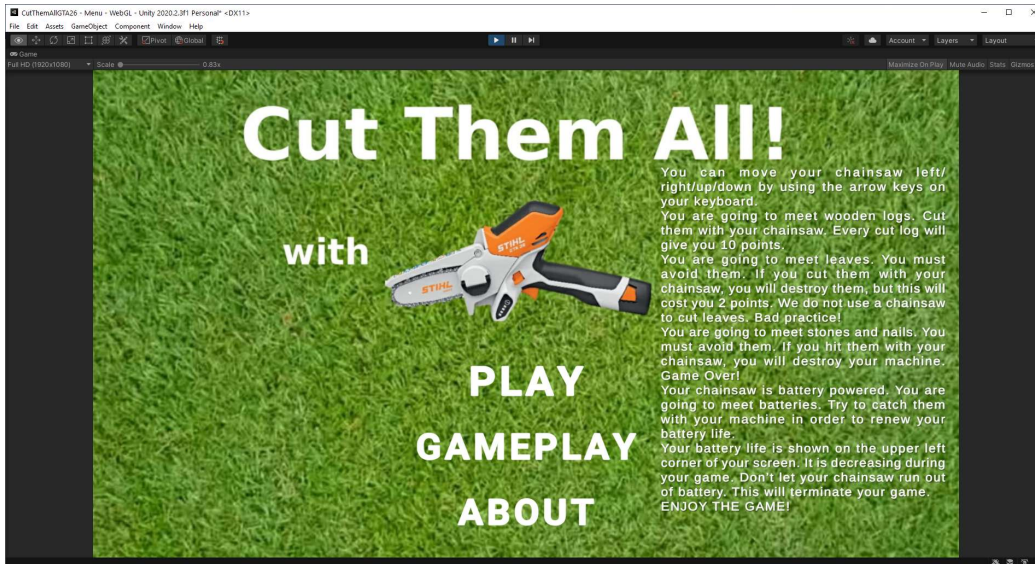 CutThemAllGTA26 - Menu - WebGL - Unity 2020.2.3f1 Personal* <DX11>
File Edit Assets GameObject Component Window Help
Pivot Global Account Layers Layout
Game
Full HD (1920x1080) Scale 0.83x Maximize On Play Mute Audio Stats Gizmos
Cut Them All!
with
STIHL
GTA 26
STIHL
PLAY
GAMEPLAY
ABOUT
You can move your chainsaw left/
right/up/down by using the arrow keys on
your keyboard.
You are going to meet wooden logs. Cut
them with your chainsaw. Every cut log will
give you 10 points.
You are going to meet leaves. You must
avoid them. If you cut them with your
chainsaw, you will destroy them, but this will
cost you 2 points. We do not use a chainsaw
to cut leaves. Bad practice!
You are going to meet stones and nails. You
must avoid them. If you hit them with your
chainsaw, you will destroy your machine.
Game Over!
Your chainsaw is battery powered. You are
going to meet batteries. Try to catch them
with your machine in order to renew your
battery life.
Your battery life is shown on the upper left
corner of your screen. It is decreasing during
your game. Don't let your chainsaw run out
of battery. This will terminate your game.
ENJOY THE GAME!